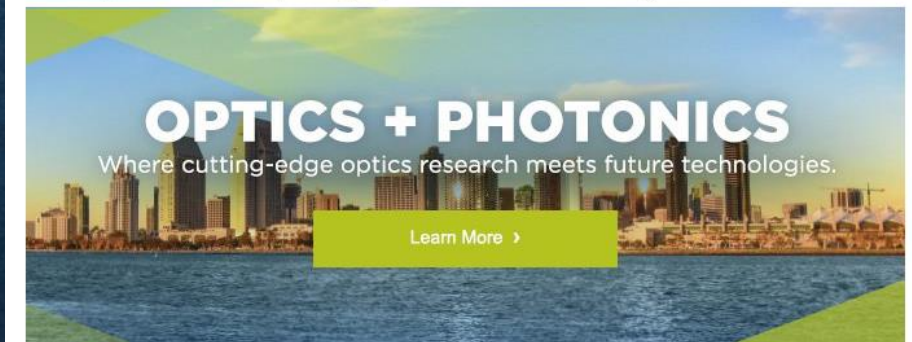 OPTICS + PHOTONICS
Where cutting-edge optics research meets future technologies.
Learn More ›